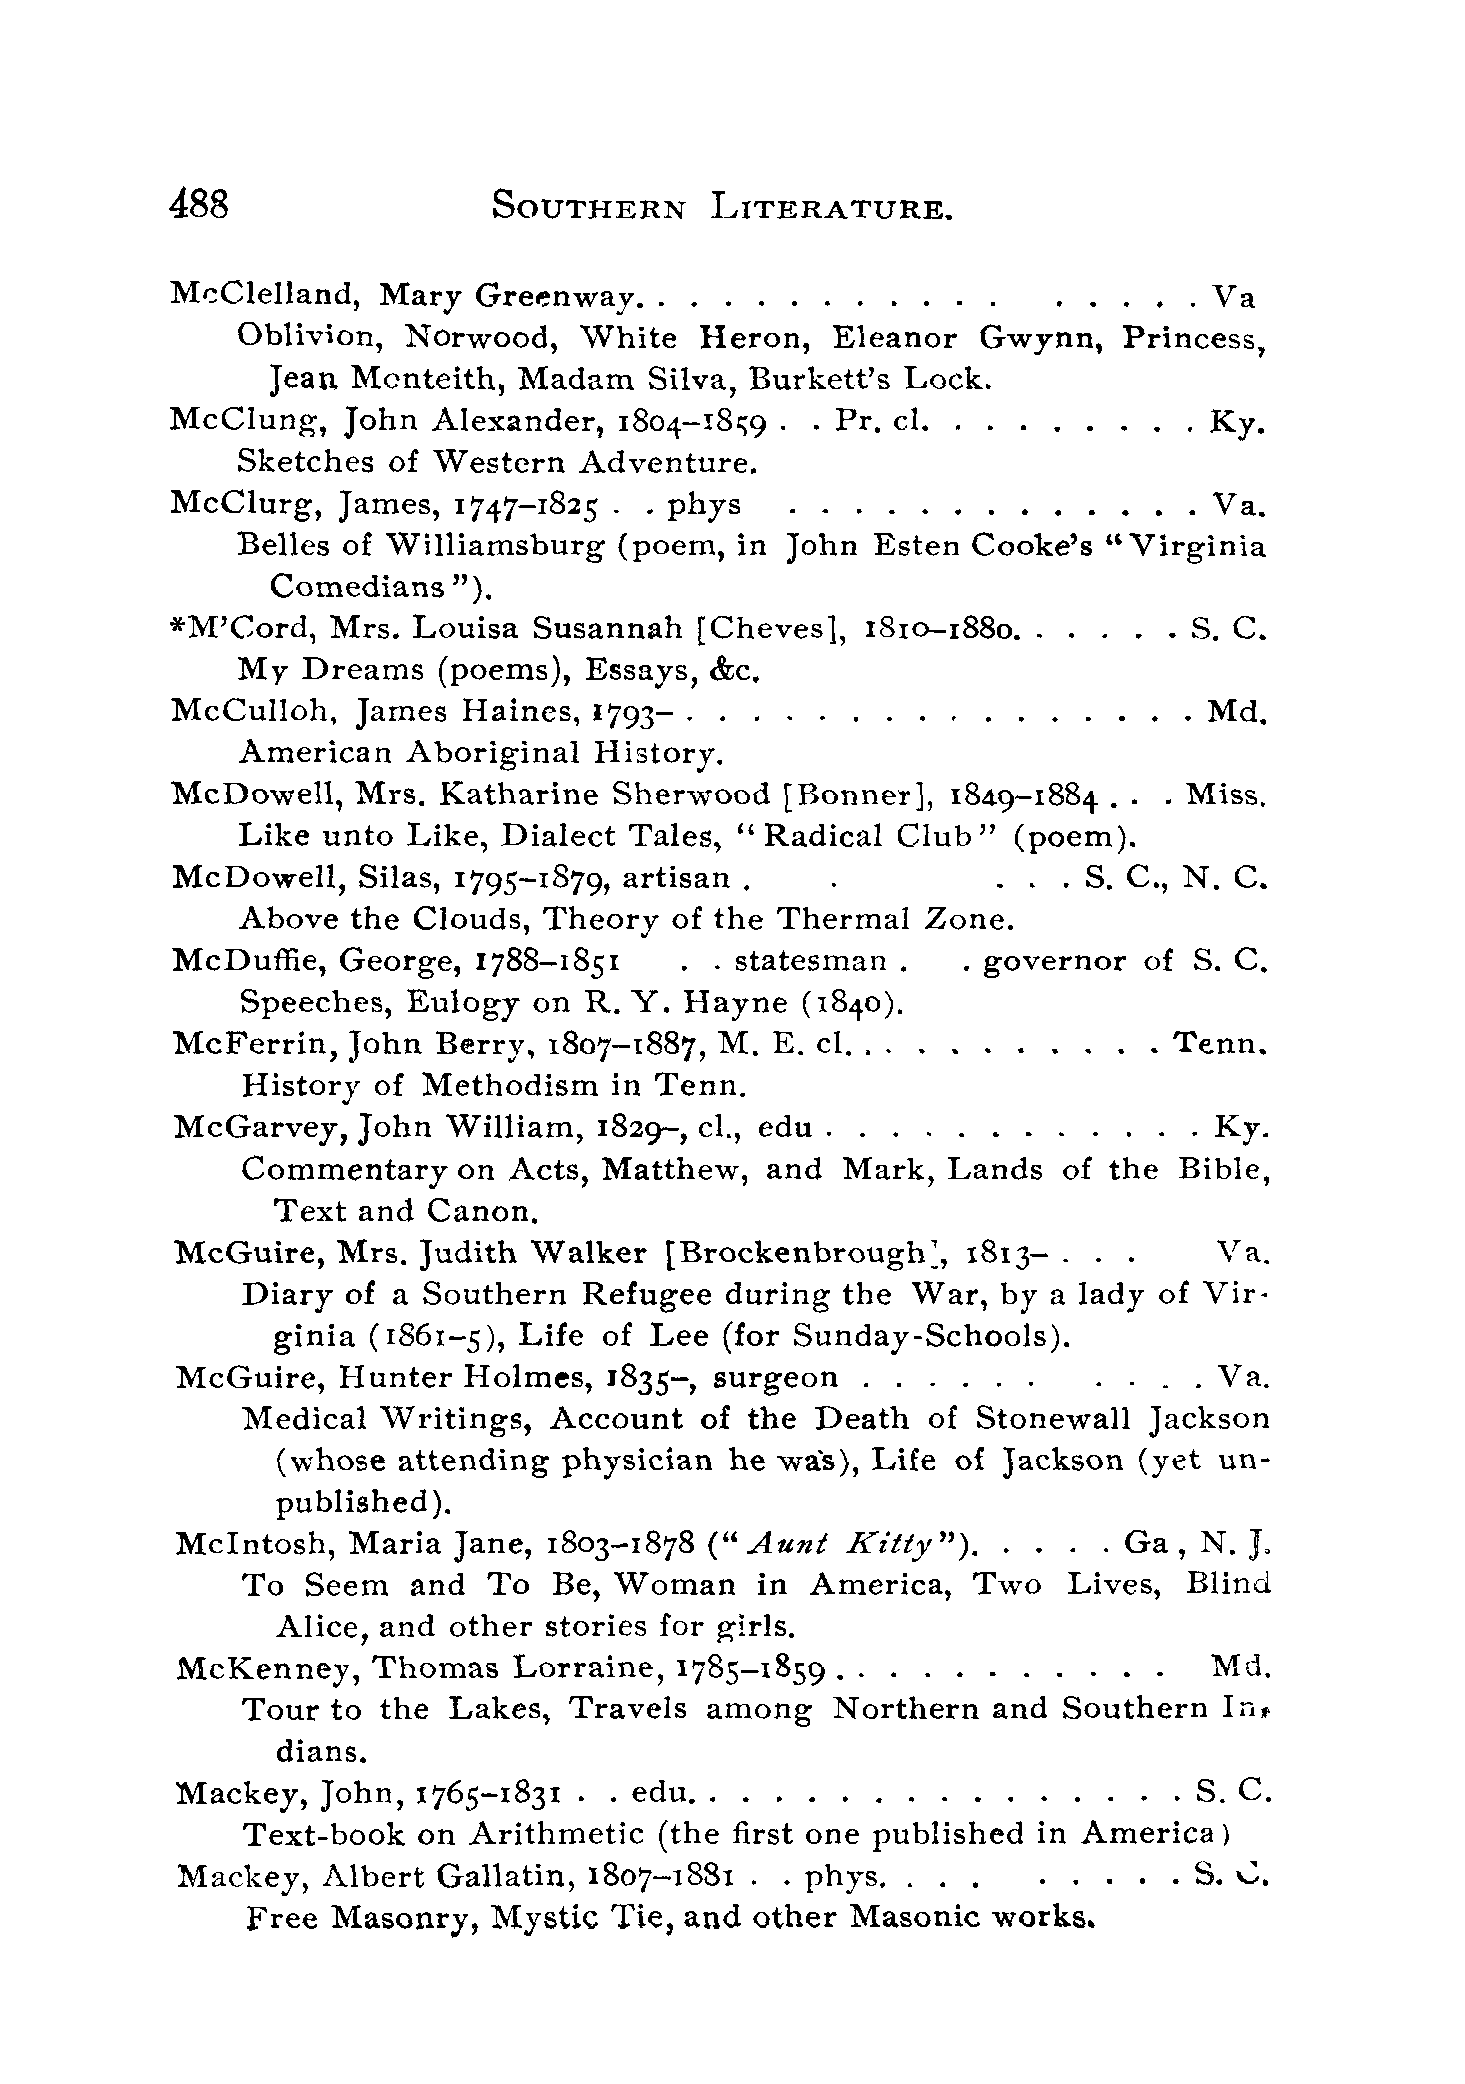 488 SOUTHERN LITERATURE.
McClelland, Mary Greenway. . . . . . . . . . . . . . . . . Va
Oblivion, Norwood, White Heron, Eleanor Gwynn, Princess,
Jean Monteith, Madam Silva, Burkett's Lock.
McClung, John Alexander, 1804–1859 . . Pr. cl. . . . . . . . . Ky.
Sketches of Western Adventure.
McClurg, James, 1747–1825 . . phys . . . . . . . . . . . . . Va.
Belles of Williamsburg (poem, in John Esten Cooke's "Virginia
Comedians").
*M'Cord, Mrs. Louisa Susannah [Cheves], 1810–1880. . . . . . S. C.
My Dreams (poems), Essays, &c.
McCulloh, James Haines, 1793– . . . . . . . . . . . . . . . . Md.
American Aboriginal History.
McDowell, Mrs. Katharine Sherwood [Bonner], 1849–1884 . . . Miss.
Like unto Like, Dialect Tales, "Radical Club" (poem).
McDowell, Silas, 1795–1879, artisan . . . . . S. C., N. C.
Above the Clouds, Theory of the Thermal Zone.
McDuffie, George, 1788–1851 . . statesman . . governor of S. C.
Speeches, Eulogy on R. Y. Hayne (1840).
McFerrin, John Berry, 1807–1887, M. E. cl. . . . . . . . . . . Tenn.
History of Methodism in Tenn.
McGarvey, John William, 1829–, cl., edu . . . . . . . . . . . . Ky.
Commentary on Acts, Matthew, and Mark, Lands of the Bible,
Text and Canon.
McGuire, Mrs. Judith Walker [Brockenbrough], 1813– . . . Va.
Diary of a Southern Refugee during the War, by a lady of Vir-
ginia (1861–5), Life of Lee (for Sunday-Schools).
McGuire, Hunter Holmes, 1835–, surgeon . . . . . . . . . . Va.
Medical Writings, Account of the Death of Stonewall Jackson
(whose attending physician he was), Life of Jackson (yet un-
published).
McIntosh, Maria Jane, 1803–1878 ("Aunt Kitty"). . . . . Ga , N. J.
To Seem and To Be, Woman in America, Two Lives, Blind
Alice, and other stories for girls.
McKenney, Thomas Lorraine, 1785–1859 . . . . . . . . . . . Md.
Tour to the Lakes, Travels among Northern and Southern In-
dians.
Mackey, John, 1765–1831 . . edu. . . . . . . . . . . . . . . . S. C.
Text-book on Arithmetic (the first one published in America)
Mackey, Albert Gallatin, 1807–1881 . . phys. . . . . . . . . S. C.
Free Masonry, Mystic Tie, and other Masonic works.